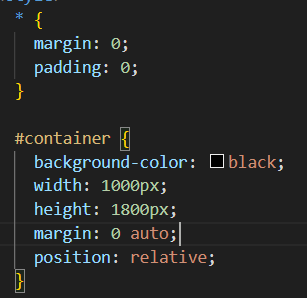 * {
margin: 0;
padding: 0;
}
#container {
background-color: black;
width: 1000px;
height: 1800px;
margin: 0 auto;
position: relative;
}